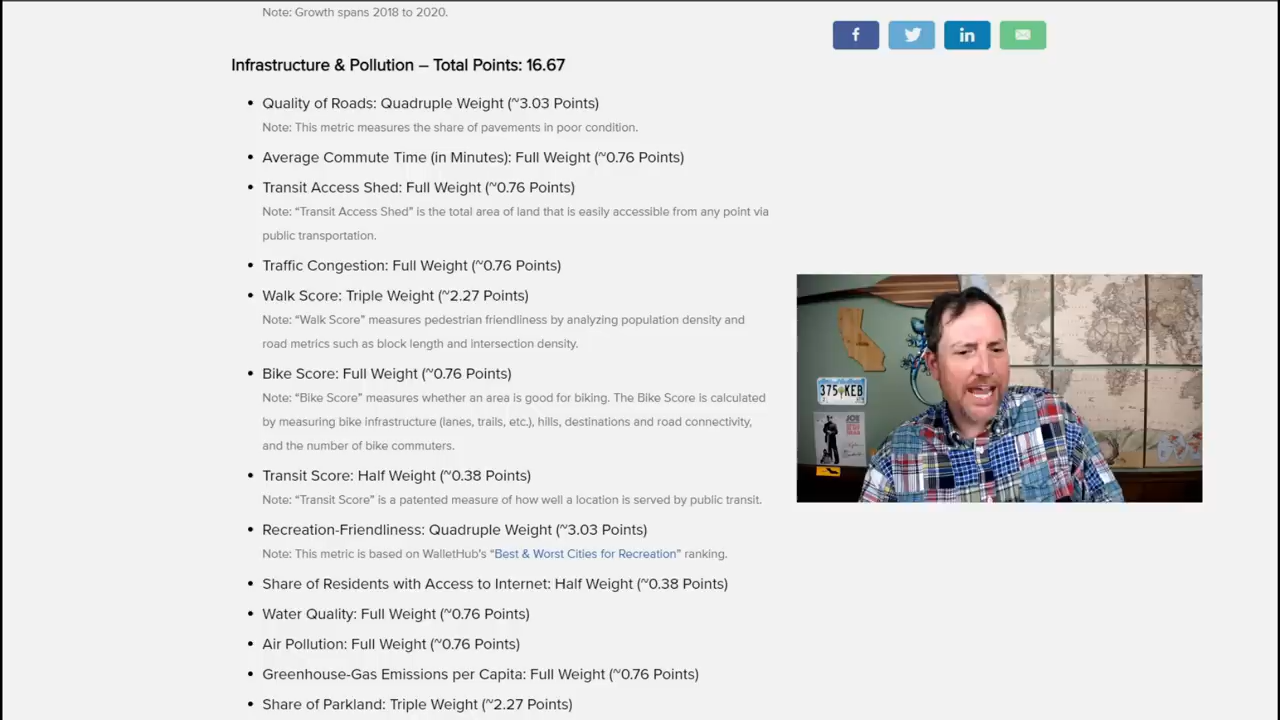 Note: Growth spans 2018 to 2020.
Infrastructure & Pollution – Total Points: 16.67
• Quality of Roads: Quadruple Weight (~3.03 Points)
Note: This metric measures the share of pavements in poor condition.
• Average Commute Time (in Minutes): Full Weight (~0.76 Points)
• Transit Access Shed: Full Weight (~0.76 Points)
Note: “Transit Access Shed” is the total area of land that is easily accessible from any point via
public transportation.
• Traffic Congestion: Full Weight (~0.76 Points)
• Walk Score: Triple Weight (~2.27 Points)
Note: “Walk Score” measures pedestrian friendliness by analyzing population density and
road metrics such as block length and intersection density.
• Bike Score: Full Weight (~0.76 Points)
Note: “Bike Score” measures whether an area is good for biking. The Bike Score is calculated
by measuring bike infrastructure (lanes, trails, etc.), hills, destinations and road connectivity,
and the number of bike commuters.
• Transit Score: Half Weight (~0.38 Points)
Note: “Transit Score” is a patented measure of how well a location is served by public transit.
• Recreation-Friendliness: Quadruple Weight (~3.03 Points)
Note: This metric is based on WalletHub's “Best & Worst Cities for Recreation” ranking.
• Share of Residents with Access to Internet: Half Weight (~0.38 Points)
• Water Quality: Full Weight (~0.76 Points)
• Air Pollution: Full Weight (~0.76 Points)
• Greenhouse-Gas Emissions per Capita: Full Weight (~0.76 Points)
• Share of Parkland: Triple Weight (~2.27 Points)
f
in
375 KEB
JOE